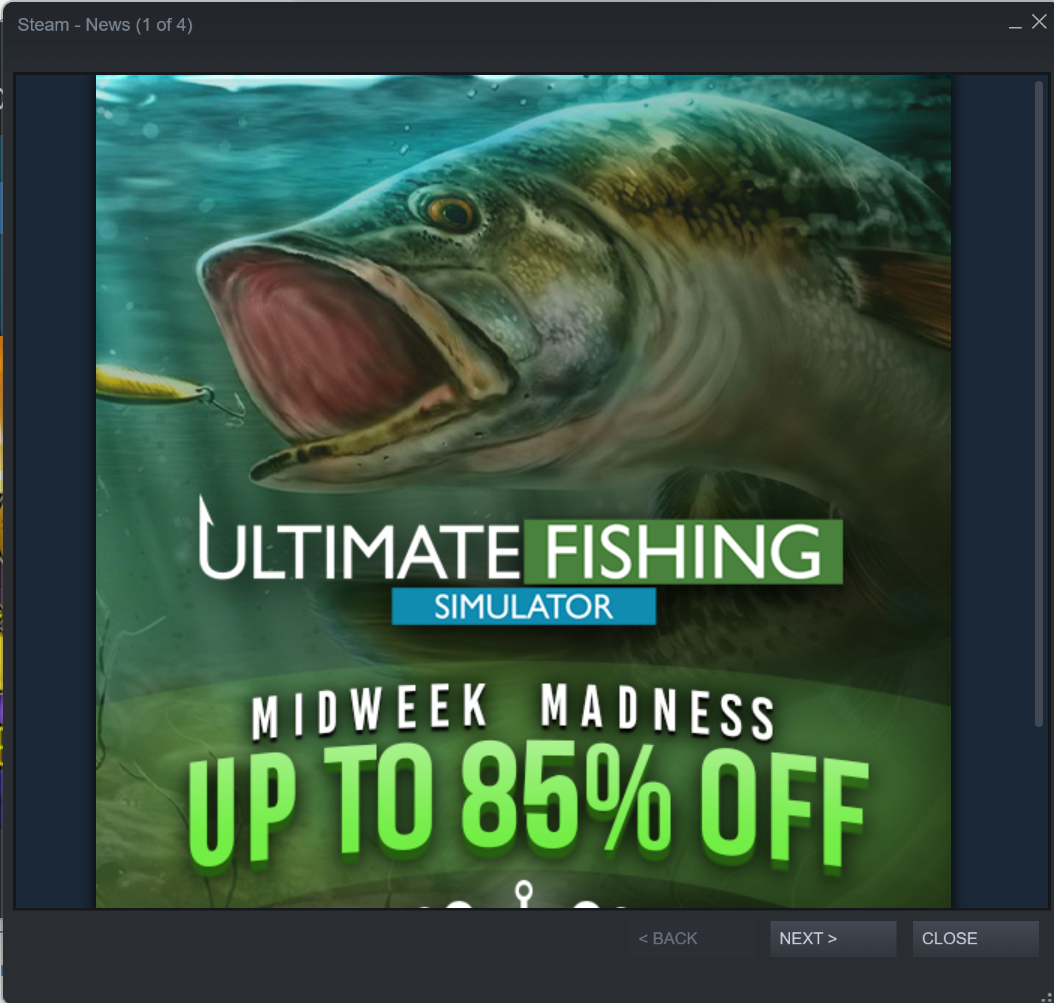 Steam - News (1 of 4)
ULTIMATE FISHING
SIMULATOR
MIDWEEK MADNESS
UP TO 85% OFF
< BACK NEXT > CLOSE